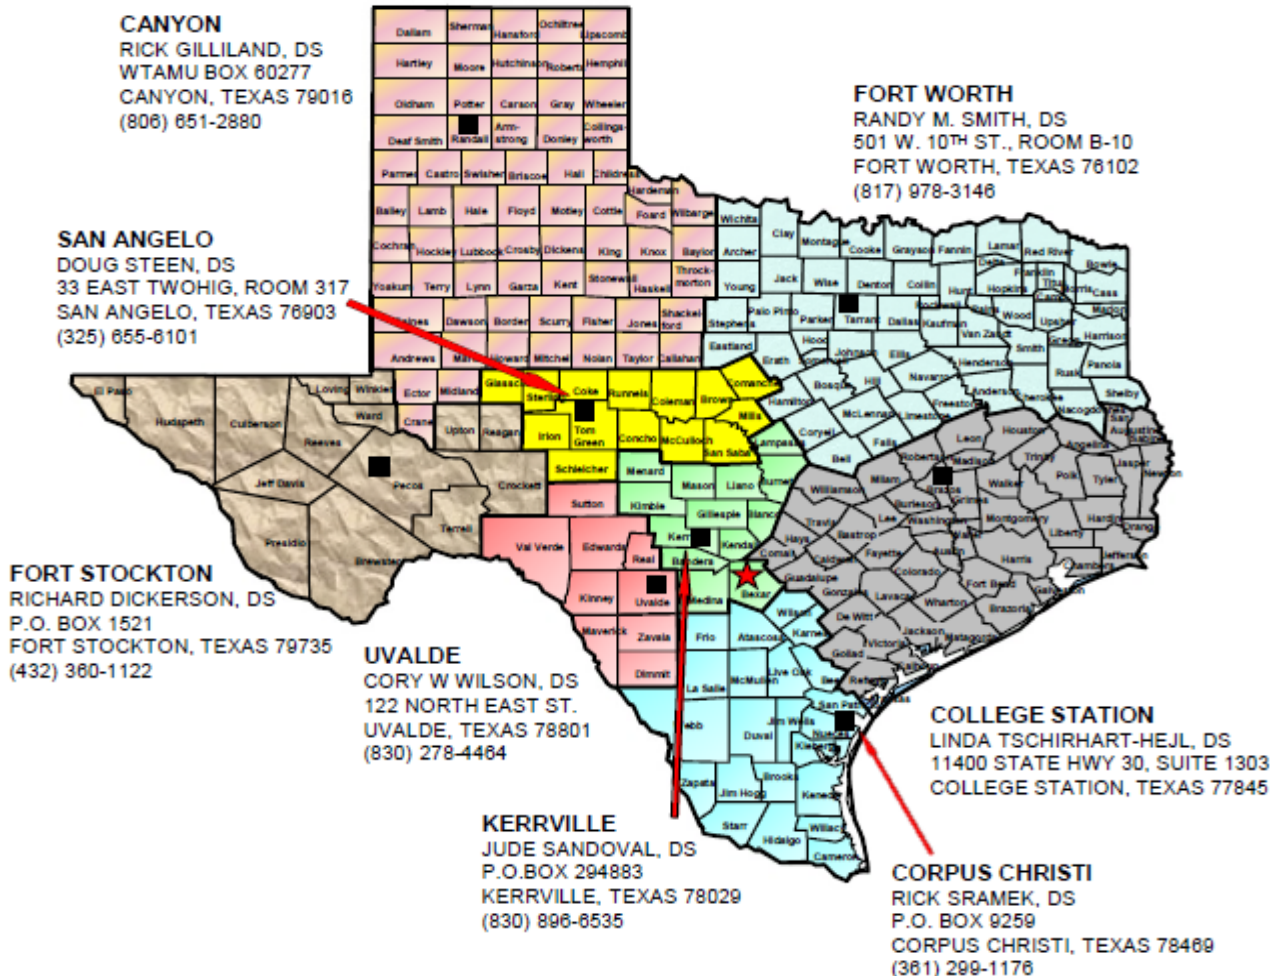 CANYON
RICK GILLILAND, DS
WTAMU BOX 60277
CANYON, TEXAS 79016
(806) 651-2880
FORT WORTH
RANDY M. SMITH, DS
501 W. 10TH ST., ROOM B-10
FORT WORTH, TEXAS 76102
(817) 978-3146
SAN ANGELO
DOUG STEEN, DS
33 EAST TWOHIG, ROOM 317
SAN ANGELO, TEXAS 76903
(325) 655-6101
FORT STOCKTON
RICHARD DICKERSON, DS
P.O. BOX 1521
FORT STOCKTON, TEXAS 79735
(432) 360-1122
UVALDE
CORY W WILSON, DS
122 NORTH EAST ST.
UVALDE, TEXAS 78801
(830) 278-4464
KERRVILLE
JUDE SANDOVAL, DS
P.O.BOX 294883
KERRVILLE, TEXAS 78029
(830) 896-6535
COLLEGE STATION
LINDA TSCHIRHART-HEJL, DS
11400 STATE HWY 30, SUITE 1303
COLLEGE STATION, TEXAS 77845
CORPUS CHRISTI
RICK SRAMEK, DS
P.O. BOX 9259
CORPUS CHRISTI, TEXAS 78469
(361) 299-1176
Dallam Sherman Hansford Ochiltree Lipscomb
Hartley Moore Hutchinson Roberts Hemphill
Oldham Potter Carson Gray Wheeler
Deaf Smith Randall Arm-strong Donley Collings-worth
Parmer Castro Swisher Briscoe Hall Childress
Hardeman
Bailey Lamb Hale Floyd Motley Cottle Foard Wilbarger Wichita
Clay Montague Cooke Grayson Fannin Lamar Red River
Cochran Hockley Lubbock Crosby Dickens King Knox Baylor Archer
Delta Bowie
Yoakum Terry Lynn Garza Kent Stonewall Haskell Throck-morton Young Jack Wise Denton Collin Hunt Hopkins Franklin Cass
Dawson Borden Scurry Fisher Jones Shackel-ford Stephens Palo Pinto Parker Tarrant Dallas Kaufman Van Zandt Wood Upshur Harrison
Andrews Howard Mitchel Nolan Taylor Callahan Eastland Erath Hood Johnson Ellis Henderson Smith Rusk Panola
El Paso Hudspeth Culberson Loving Winkler Ector Midland Glassc Sterling Coke Runnels Coleman Brown Comanche
Hamilton Bosque Hill Navarro Freestone Anderson Cherokee Shelby
Ward Crane Upton Reagan Irion Tom Green Concho McCulloch San Saba Mills Lampasas Coryell McLennan Limestone Falls Bell
Reeves Jeff Davis Pecos Crockett Schleicher Menard Mason Llano Burnet
Leon Houston Angelina Robertson Madison Trinity Polk Jasper Newton Tyler
Presidio Brewster Terrell Sutton Kimble Gillespie Blanco
Williamson Milam Brazos Grimes Walker Burleson Lee Washington Montgomery Hardin Liberty Orange
Val Verde Edwards Real Kerr Kendall Bandera Medina Bexar
Travis Hays Bastrop Comal Caldwell Fayette Austin Harris Jefferson Chambers
Kinney Uvalde Guadalupe Gonzales Lavaca Colorado Fort Bend Galveston Wharton Brazoria
Maverick Zavala Frio Atascosa Wilson Karnes De Witt Victoria Jackson Matagorda Goliad
Dimmit La Salle McMullen Live Oak Bee
San Pat Jim Wells Nueces Duval Kleberg
Zapata Jim Hogg Brooks Kenedy
Starr Hidalgo Willacy Cameron